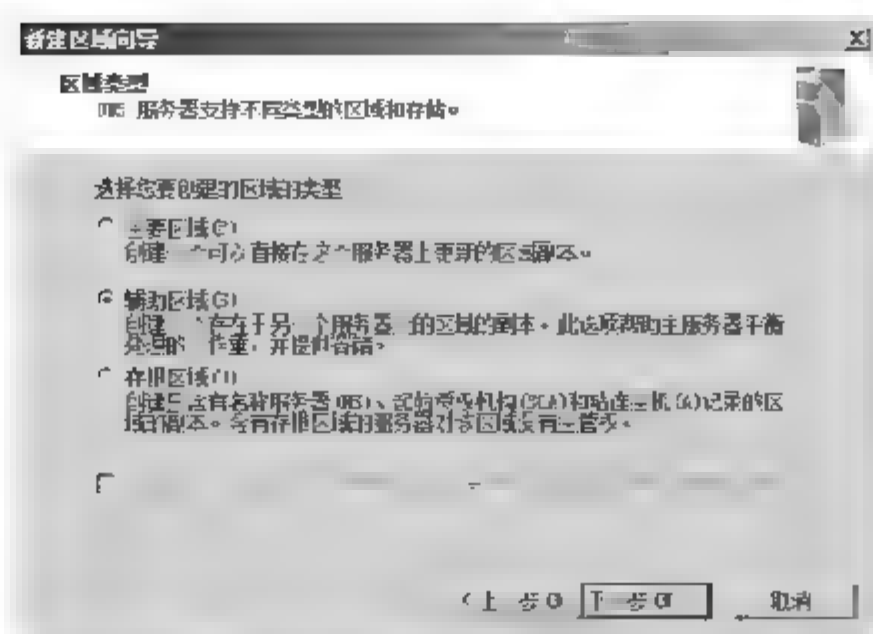 新建区域向导
区域类型
DNS 服务器支持不同类型的区域和存储。
选择您要创建的区域的类型
主要区域(P)
创建一个可以直接在这个服务器上更新的区域副本。
辅助区域(S)
创建一个存在于另一个服务器上的区域的副本。此选项帮助主服务器平衡
处理的工作量,并提供容错。
存根区域(U)
创建只含有名称服务器(NS)、起始授权机构(SOA)和粘连主机(A)记录的区
域的副本。含有存根区域的服务器对该区域没有管理权。
<上一步(B)
下一步(N)
取消